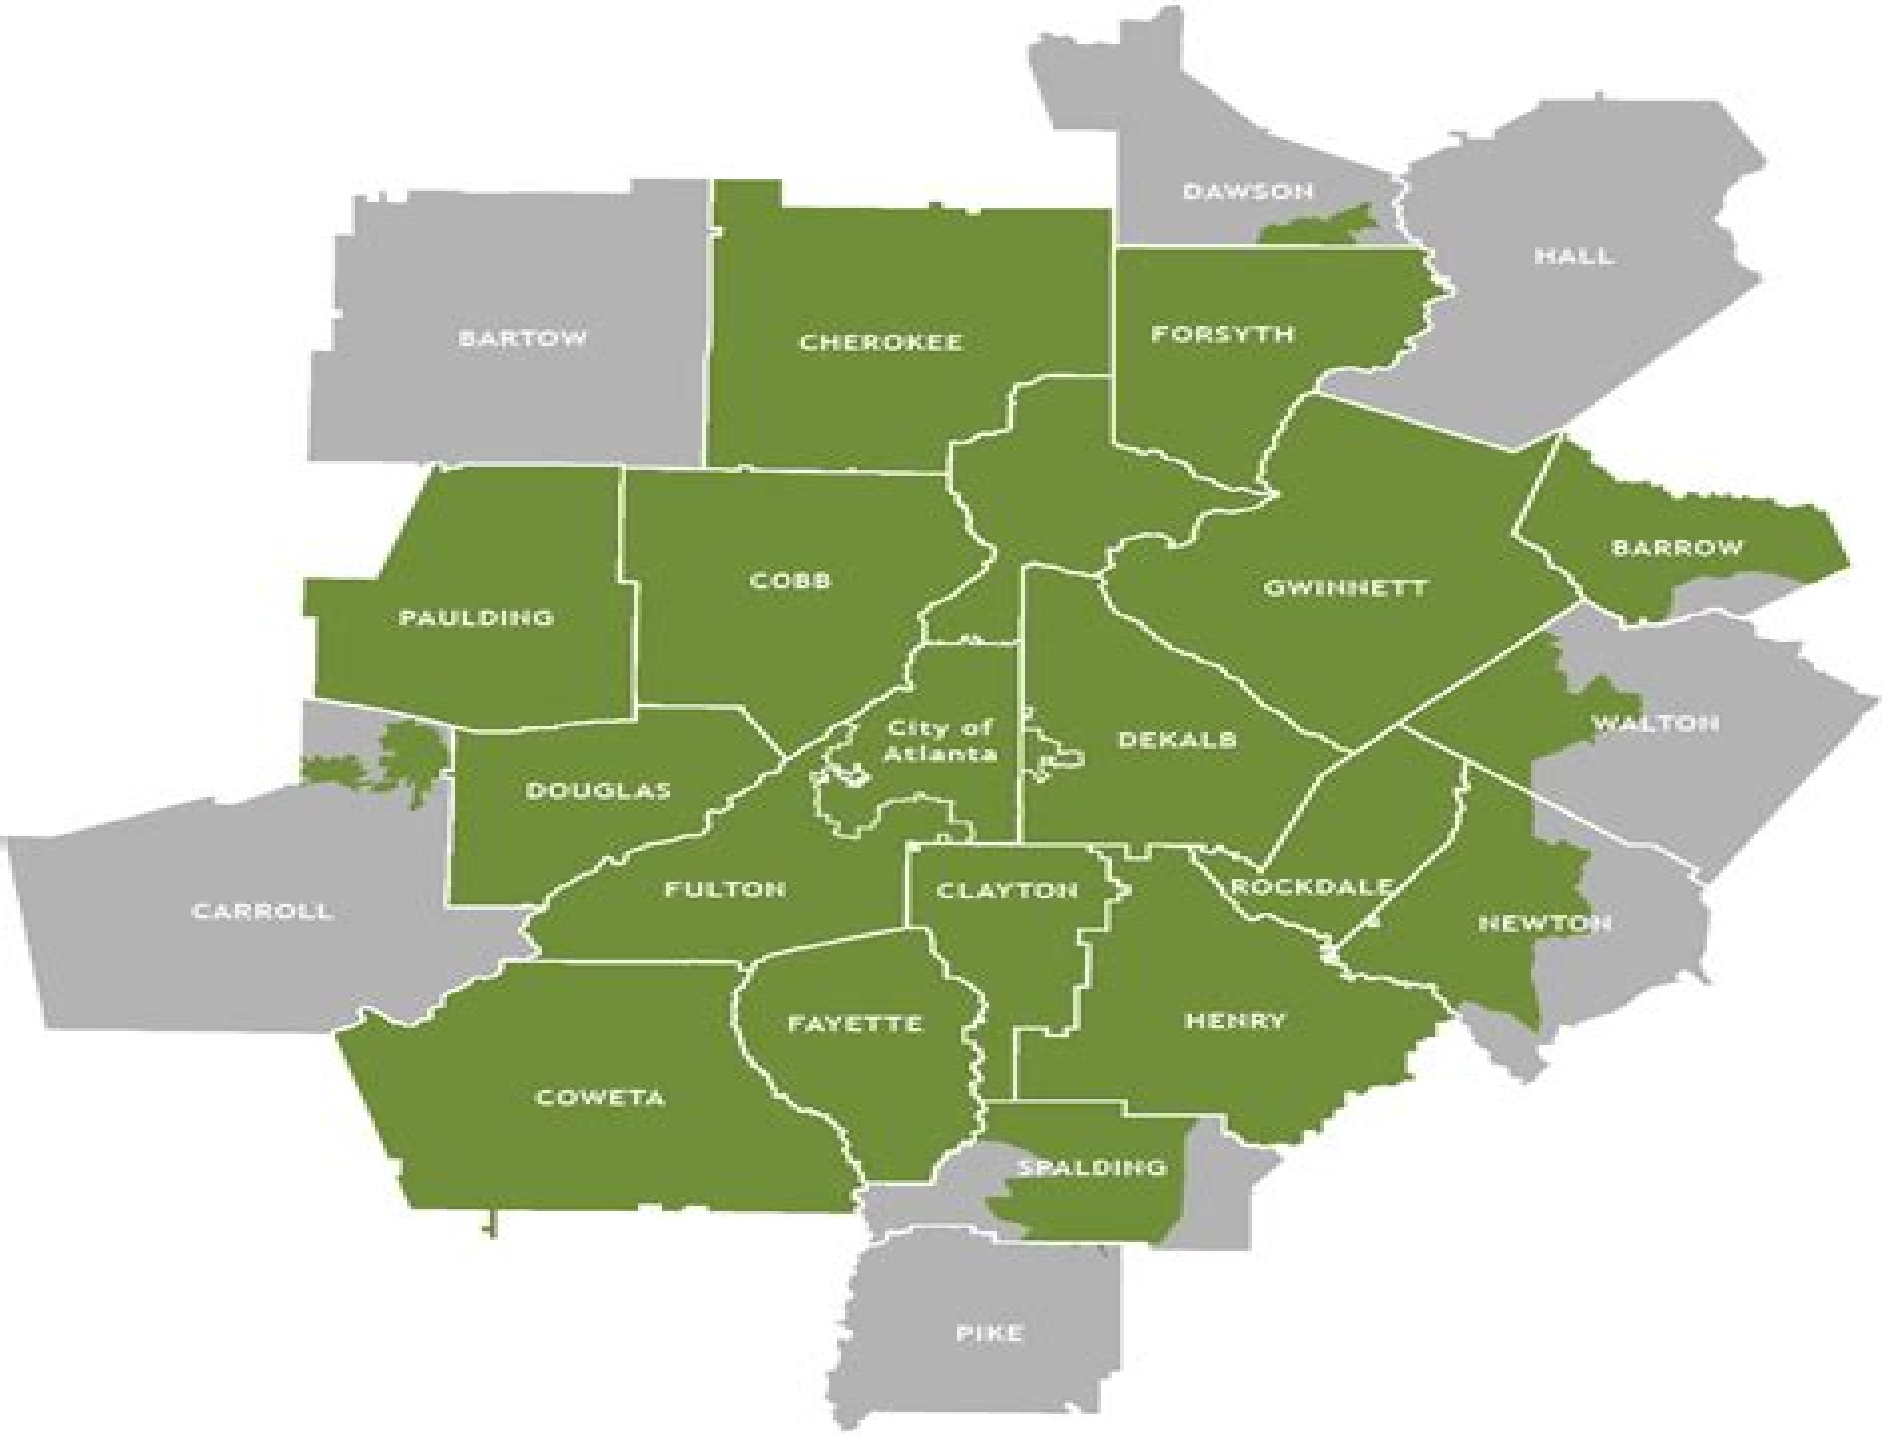 DAWSON
HALL
BARTOW
CHEROKEE
FORSYTH
BARROW
COBB
GWINNETT
PAULDING
City of
Atlanta
WALTON
DEKALB
DOUGLAS
FULTON
CLAYTON
ROCKDALE
CARROLL
NEWTON
FAYETTE
HENRY
COWETA
SPALDING
PIKE